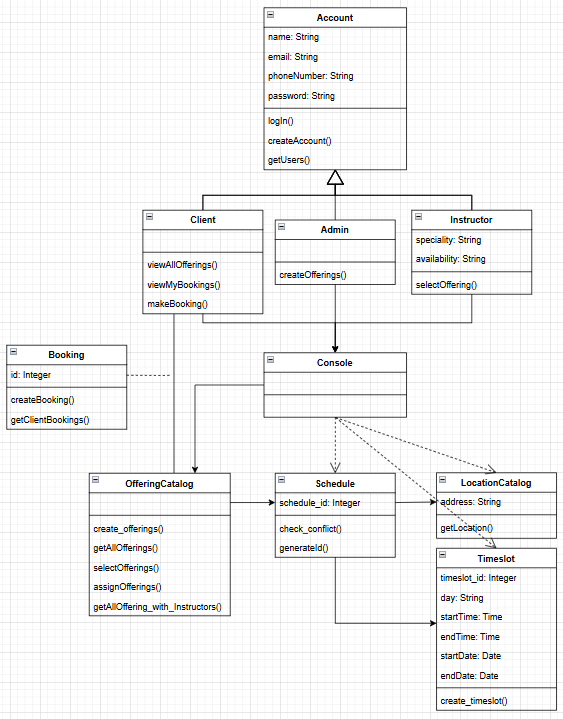 Account
name: String
email: String
phoneNumber: String
password: String
logIn()
createAccount()
getUsers()
Client
viewAllOfferings()
viewMyBookings()
makeBooking()
Admin
createOfferings()
Instructor
speciality: String
availability: String
selectOffering()
Booking
id: Integer
createBooking()
getClientBookings()
Console
OfferingCatalog
create_offerings()
getAllOfferings()
selectOfferings()
assignOfferings()
getAllOffering_with_Instructors()
Schedule
schedule_id: Integer
check_conflict()
generateId()
LocationCatalog
address: String
getLocation()
Timeslot
timeslot_id: Integer
day: String
startTime: Time
endTime: Time
startDate: Date
endDate: Date
create_timeslot()